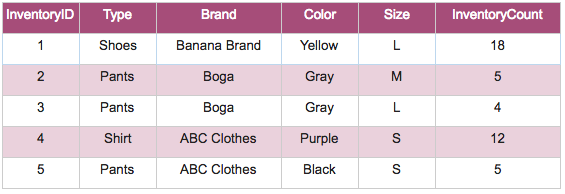 InventoryID Type Brand Color Size InventoryCount
1 Shoes Banana Brand Yellow L 18
2 Pants Boga Gray M 5
3 Pants Boga Gray L 4
4 Shirt ABC Clothes Purple S 12
5 Pants ABC Clothes Black S 5